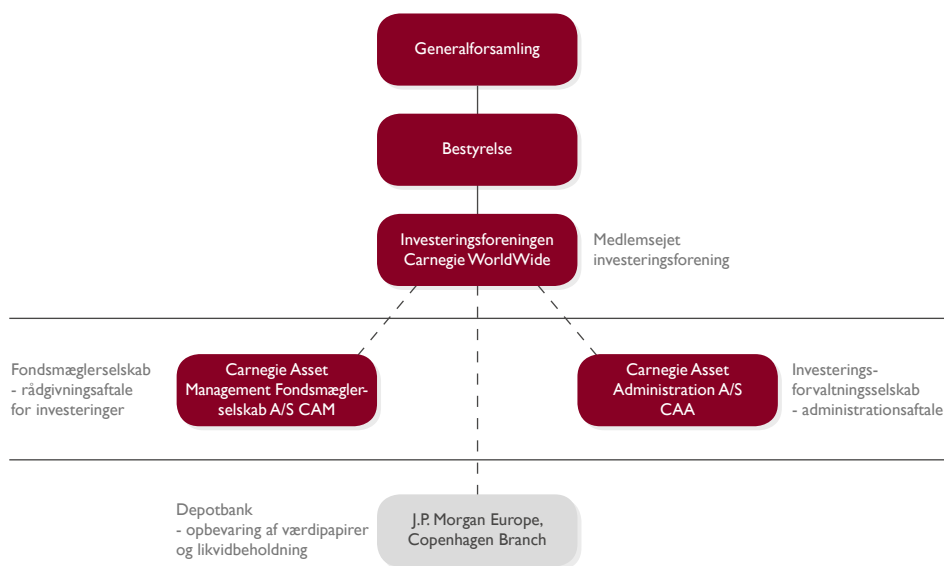 Generalforsamling
Bestyrelse
Investeringsforeningen
Carnegie WorldWide
Medlemsejet
investeringsforening
Fondsmæglerselskab
- rådgivningsaftale
for investeringer
Carnegie Asset
Management Fondsmægler-
selskab A/S CAM
Carnegie Asset
Administration A/S
CAA
Investerings-
forvaltningsselskab
- administrationsaftale
Depotbank
- opbevaring af værdipapirer
og likvidbeholdning
J.P. Morgan Europe,
Copenhagen Branch